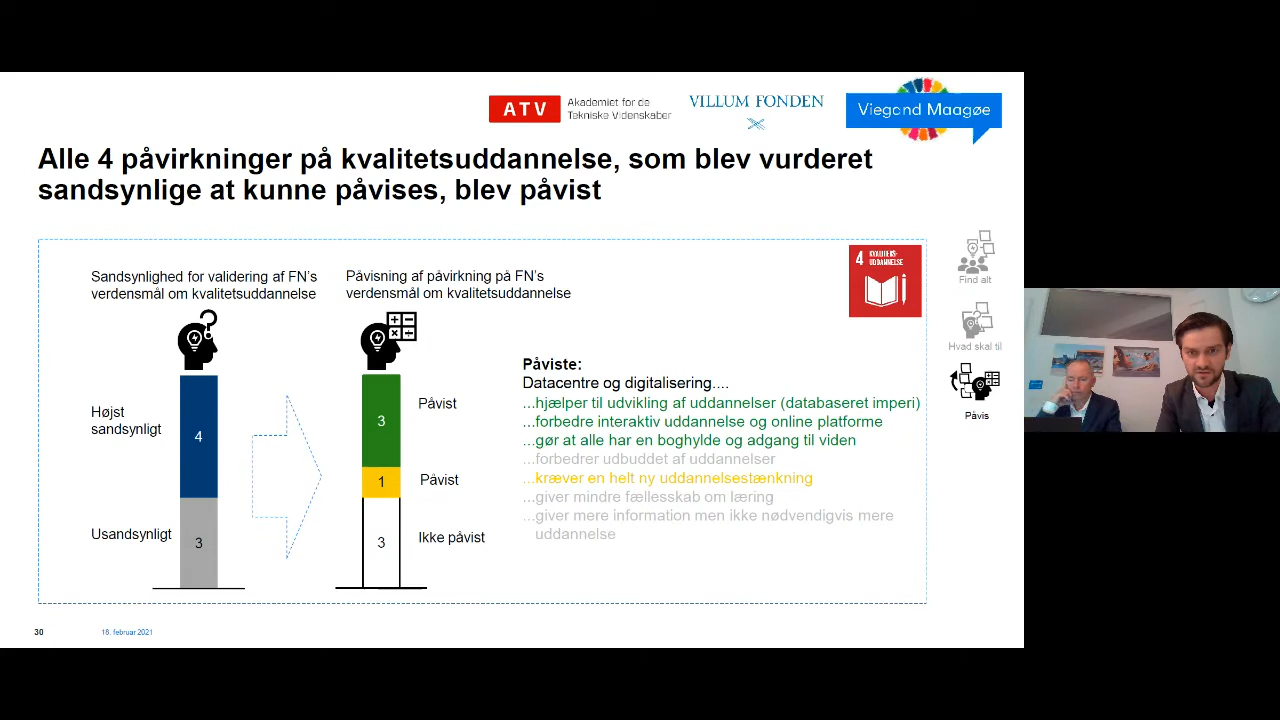 ATV
Akademiet for de
Tekniske Videnskaber
VILLUM FONDEN
Viegand Maagøe
Alle 4 påvirkninger på kvalitetsuddannelse, som blev vurderet
sandsynlige at kunne påvises, blev påvist
Sandsynlighed for validering af FN's
verdensmål om kvalitetsuddannelse
Påvisning af påvirkning på FN's
verdensmål om kvalitetsuddannelse
4 KVALITETS-
UDDANNELSE
Højst
sandsynligt
4
Usandsynligt
3
Påvist
3
Påvist
1
Ikke påvist
3
Påviste:
Datacentre og digitalisering....
...hjælper til udvikling af uddannelser (databaseret imperi)
...forbedre interaktiv uddannelse og online platforme
...gør at alle har en boghylde og adgang til viden
...forbedrer udbuddet af uddannelser
...kræver en helt ny uddannelsestænkning
...giver mindre fællesskab om læring
...giver mere information men ikke nødvendigvis mere
uddannelse
Find alt
Hvad skal til
Påvis
30
18. februar 2021